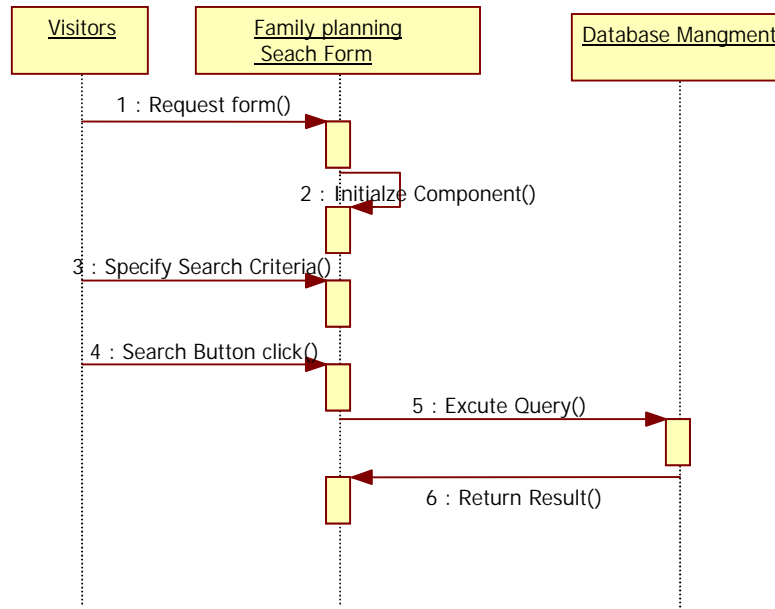 Visitors
Family planning
Seach Form
Database Mangment
1 : Request form()
2 : Initialze Component()
3 : Specify Search Criteria()
4 : Search Button click()
5 : Excute Query()
6 : Return Result()